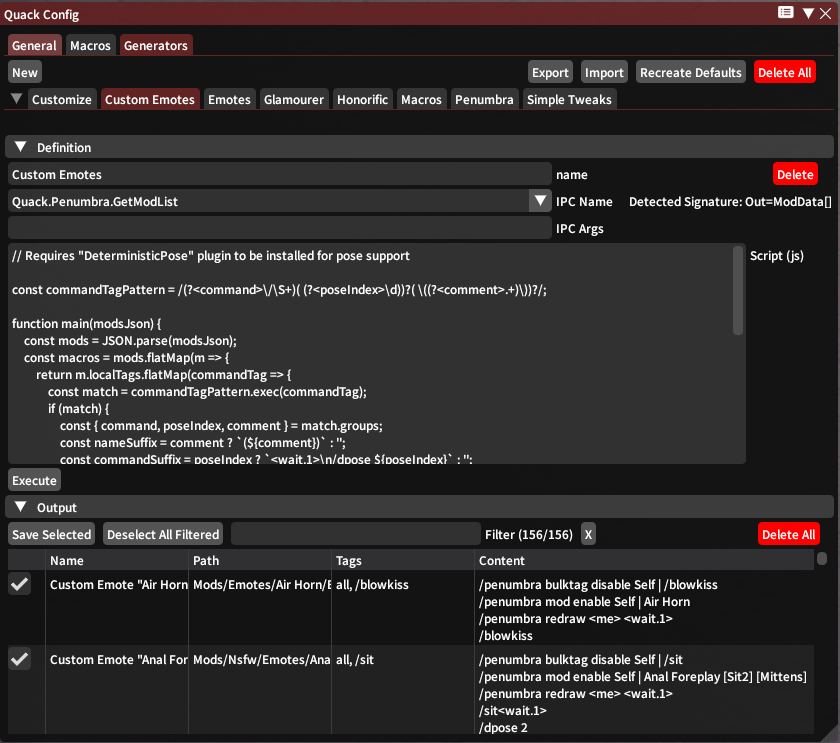 Quack Config
General Macros Generators
New Export Import Recreate Defaults Delete All
Customize Custom Emotes Emotes Glamourer Honorific Macros Penumbra Simple Tweaks
Definition
Custom Emotes name Delete
Quack.Penumbra.GetModList IPC Name Detected Signature: Out=ModData[]
IPC Args
// Requires "DeterministicPose" plugin to be installed for pose support Script (js)
const commandTagPattern = /(?<command>\/\S+)( (?<poseIndex>\d))?( \((?<comment>.+)\))?/;
function main(modsJson) {
const mods = JSON.parse(modsJson);
const macros = mods.flatMap(m => {
return m.localTags.flatMap(commandTag => {
const match = commandTagPattern.exec(commandTag);
if (match) {
const { command, poseIndex, comment } = match.groups;
const nameSuffix = comment ? `(${comment})` : '';
const commandSuffix = poseIndex ? `<wait.1>\n/dpose ${poseIndex}` : '';
Execute
Output
Save Selected Deselect All Filtered Filter (156/156) X Delete All
Name Path Tags Content
Custom Emote "Air Horn Mods/Emotes/Air Horn/E all, /blowkiss /penumbra bulktag disable Self | /blowkiss
/penumbra mod enable Self | Air Horn
/penumbra redraw <me> <wait.1>
/blowkiss
Custom Emote "Anal For Mods/Nsfw/Emotes/Ana all, /sit /penumbra bulktag disable Self | /sit
/penumbra mod enable Self | Anal Foreplay [Sit2] [Mittens]
/penumbra redraw <me> <wait.1>
/sit<wait.1>
/dpose 2